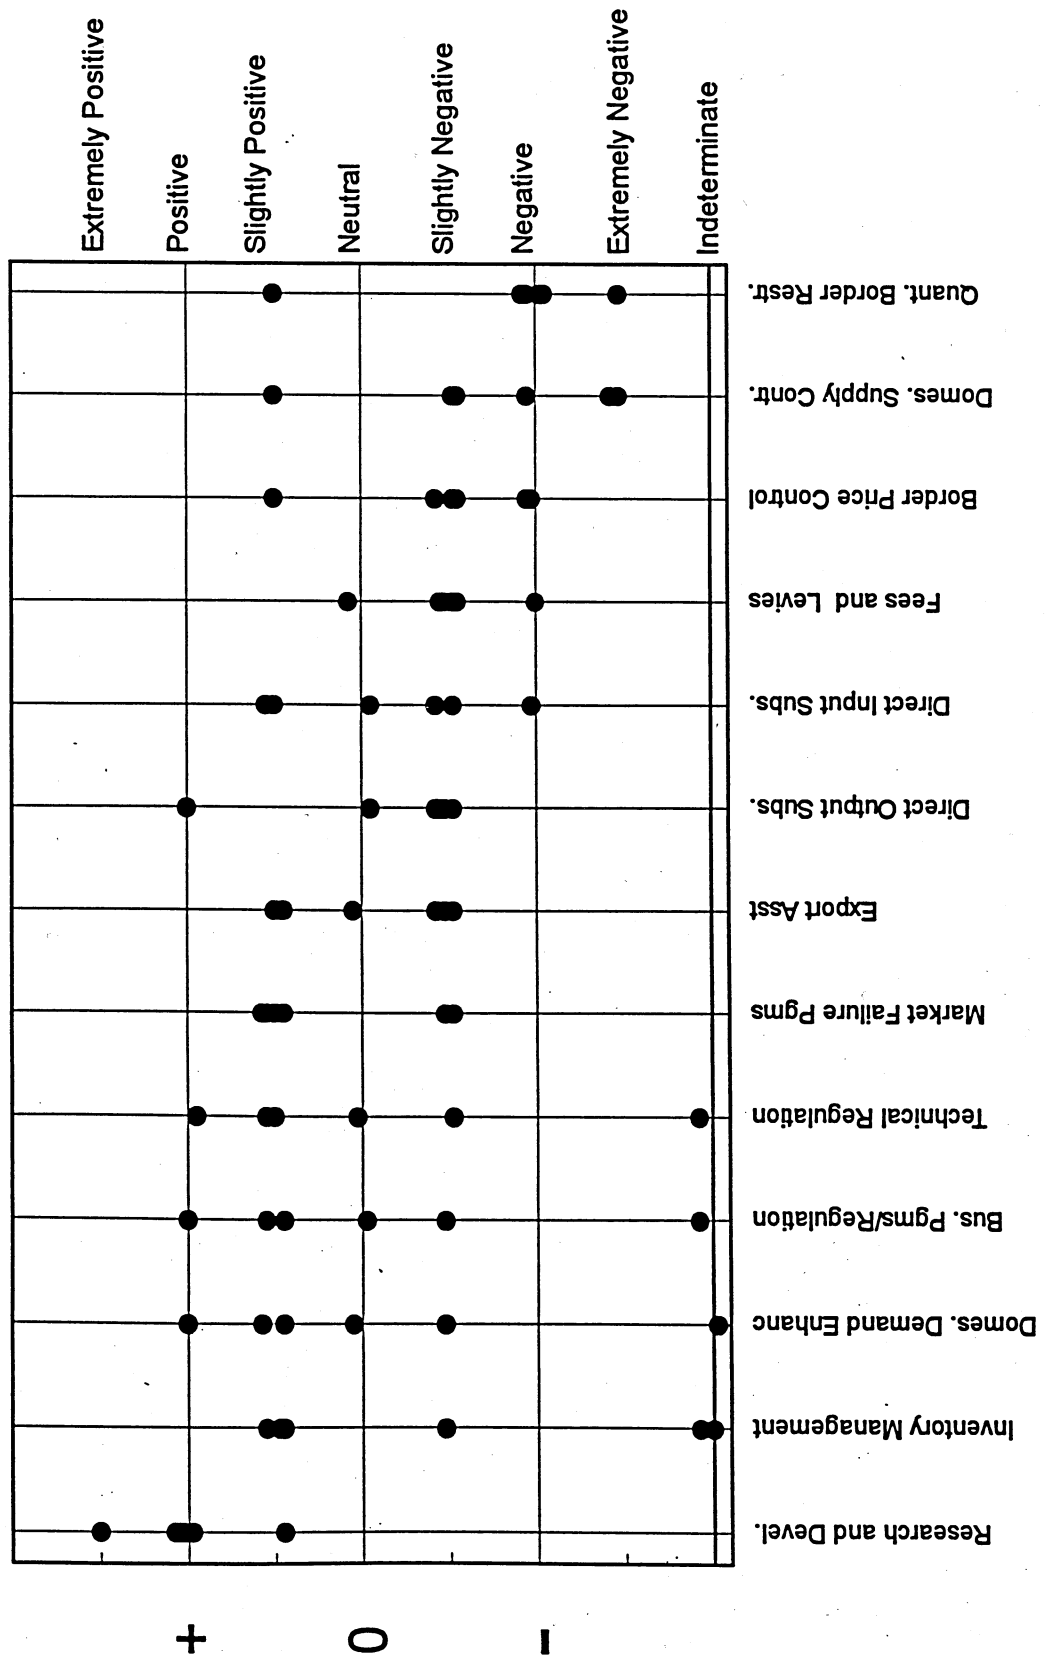 Extremely Positive
Positive
Slightly Positive
Neutral
Slightly Negative
Negative
Extremely Negative
Indeterminate
Quant. Border Restr.
Domes. Supply Contr.
Border Price Control
Fees and Levies
Direct Input Subs.
Direct Output Subs.
Export Asst
Market Failure Pgms
Technical Regulation
Bus. Pgms/Regulation
Domes. Demand Enhanc
Inventory Management
Research and Devel.
+
0
-